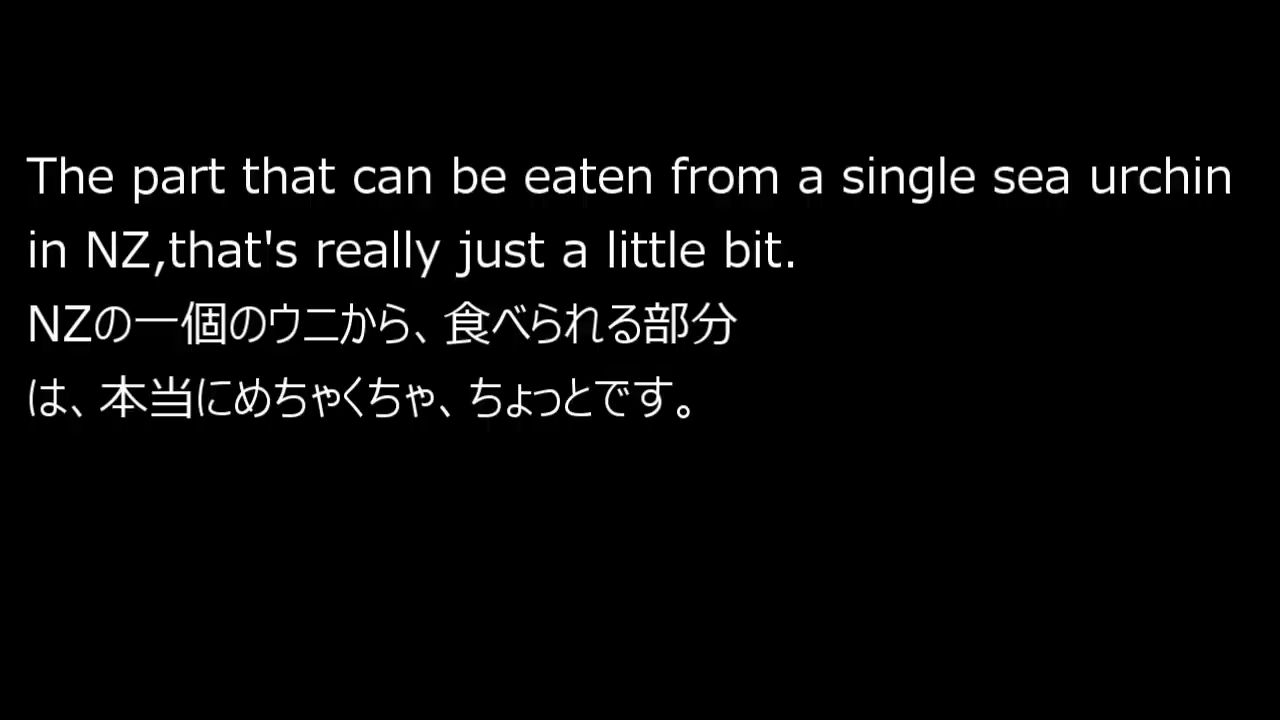 The part that can be eaten from a single sea urchin
in NZ,that's really just a little bit.
NZの一個のウニから、食べられる部分
は、本当にめちゃくちゃ、ちょっとです。